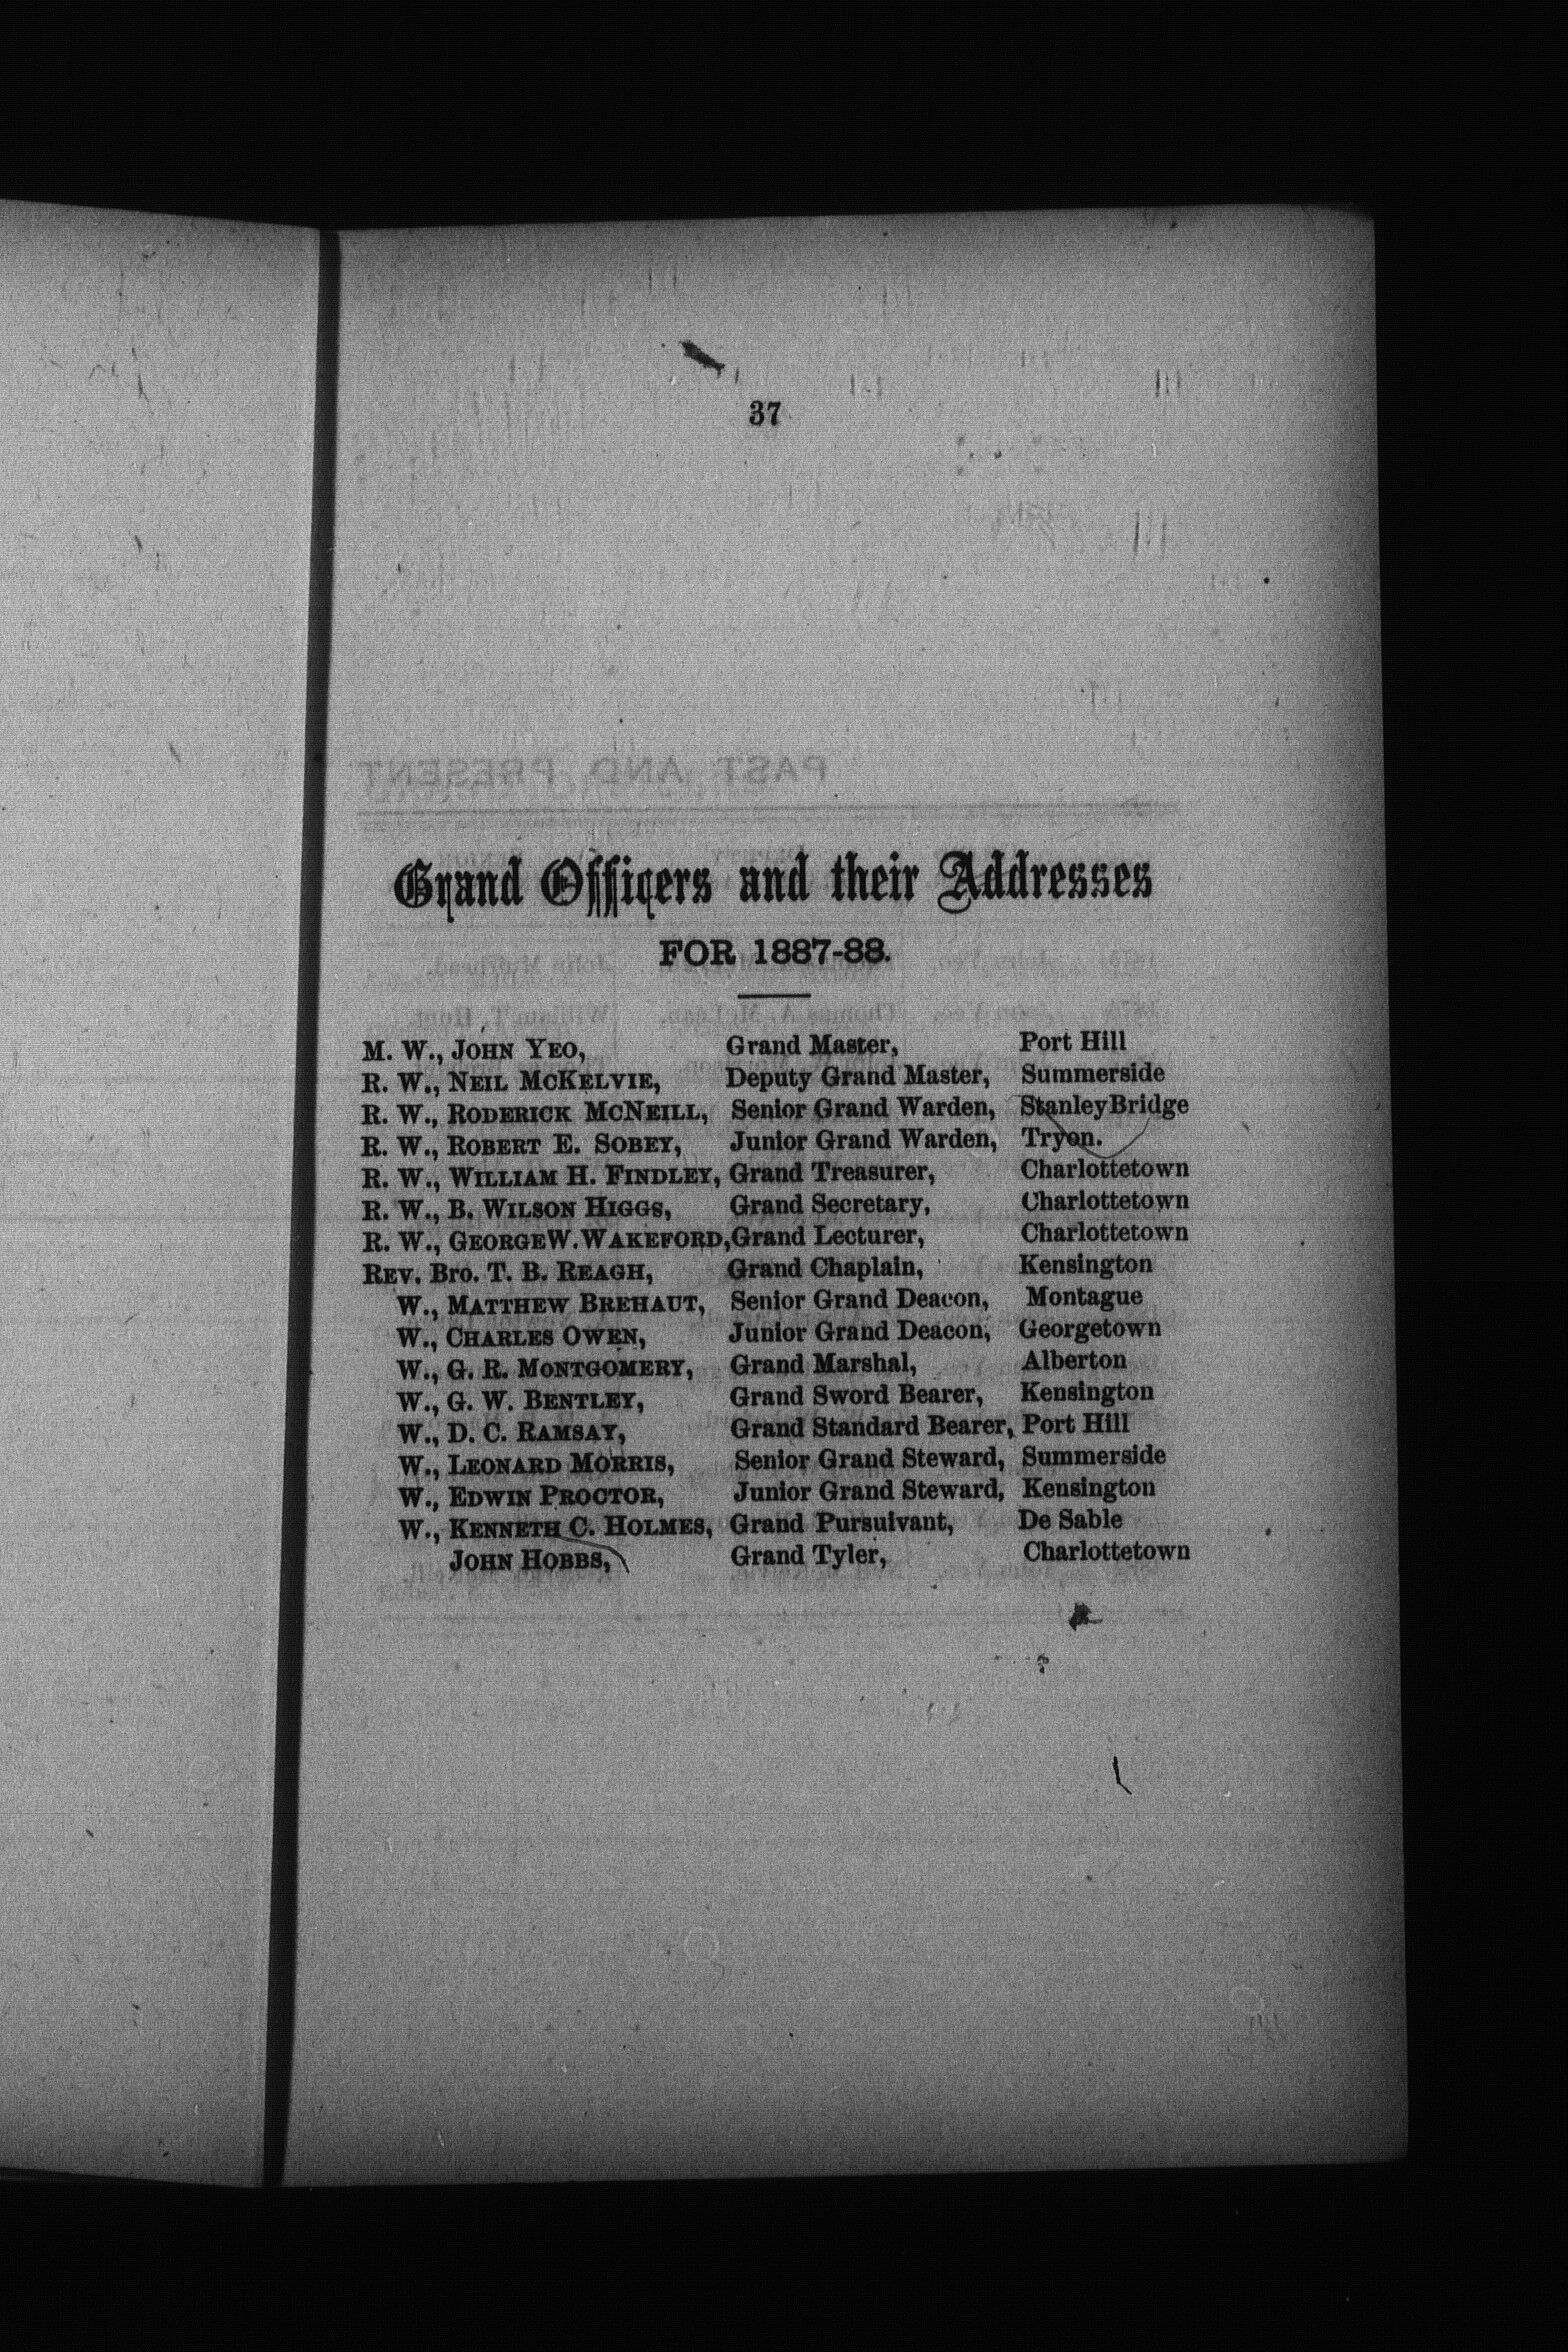 37
Grand Officers and their Addresses
FOR 1887-88.
M. W., JOHN YEO, Grand Master, Port Hill
R. W., NEIL MCKELVIE, Deputy Grand Master, Summerside
R. W., RODERICK MCNEILL, Senior Grand Warden, StanleyBridge
R. W., ROBERT E. SOBEY, Junior Grand Warden, Tryon.
R. W., WILLIAM H. FINDLEY, Grand Treasurer, Charlottetown
R. W., B. WILSON HIGGS, Grand Secretary, Charlottetown
R. W., GEORGEW.WAKEFORD,Grand Lecturer, Charlottetown
REV. Bro. T. B. REAGH, Grand Chaplain, Kensington
W., MATTHEW BREHAUT, Senior Grand Deacon, Montague
W., CHARLES OWEN, Junior Grand Deacon, Georgetown
W., G. R. MONTGOMERY, Grand Marshal, Alberton
W., G. W. BENTLEY, Grand Sword Bearer, Kensington
W., D. C. RAMSAY, Grand Standard Bearer, Port Hill
W., LEONARD MORRIS, Senior Grand Steward, Summerside
W., EDWIN PROCTOR, Junior Grand Steward, Kensington
W., KENNETH C. HOLMES, Grand Pursuivant, De Sable
JOHN HOBBS, Grand Tyler, Charlottetown